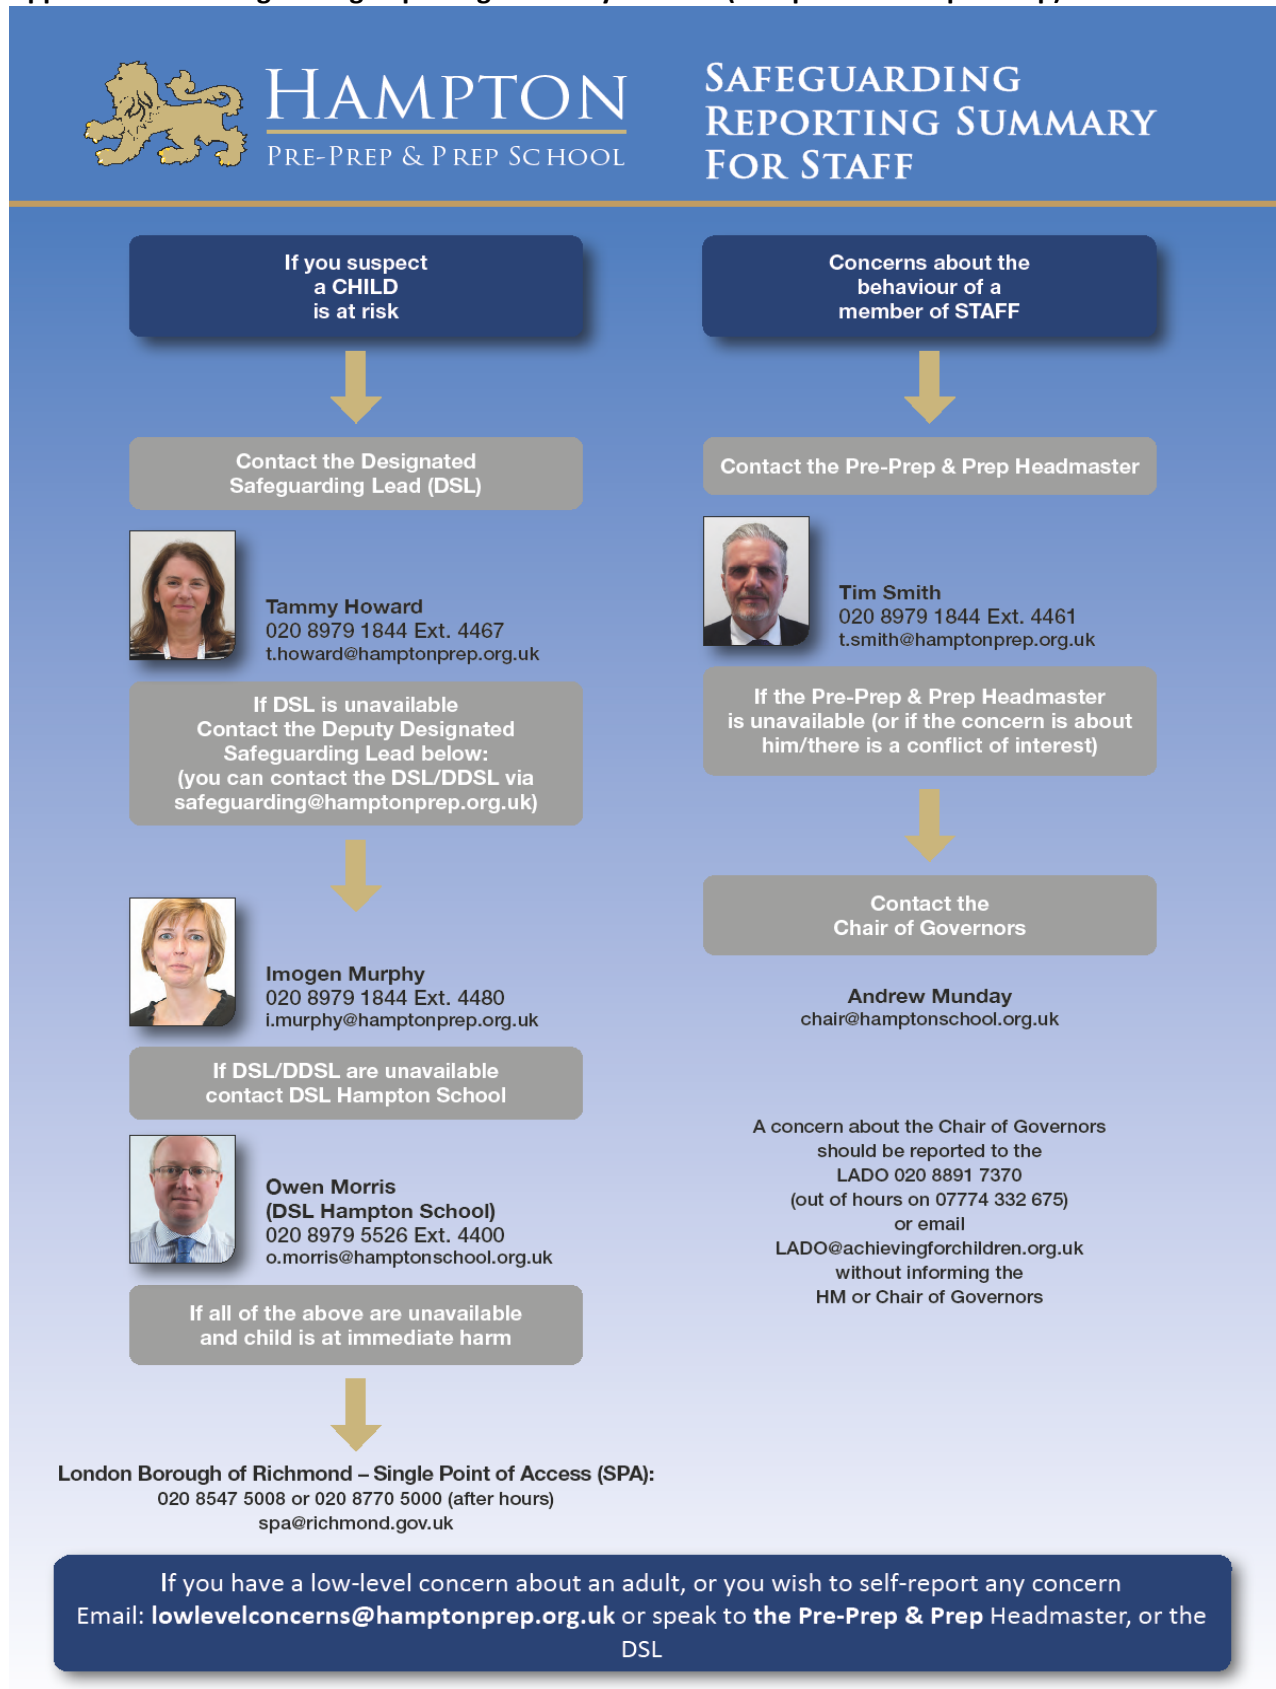 HAMPTON
PRE-PREP & PREP SCHOOL
SAFEGUARDING
REPORTING SUMMARY
FOR STAFF
If you suspect
a CHILD
is at risk
Contact the Designated
Safeguarding Lead (DSL)
Tammy Howard
020 8979 1844 Ext. 4467
t.howard@hamptonprep.org.uk
If DSL is unavailable
Contact the Deputy Designated
Safeguarding Lead below:
(you can contact the DSL/DDSL via
safeguarding@hamptonprep.org.uk)
Imogen Murphy
020 8979 1844 Ext. 4480
i.murphy@hamptonprep.org.uk
If DSL/DDSL are unavailable
contact DSL Hampton School
Owen Morris
(DSL Hampton School)
020 8979 5526 Ext. 4400
o.morris@hamptonschool.org.uk
If all of the above are unavailable
and child is at immediate harm
London Borough of Richmond – Single Point of Access (SPA):
020 8547 5008 or 020 8770 5000 (after hours)
spa@richmond.gov.uk
Concerns about the
behaviour of a
member of STAFF
Contact the Pre-Prep & Prep Headmaster
Tim Smith
020 8979 1844 Ext. 4461
t.smith@hamptonprep.org.uk
If the Pre-Prep & Prep Headmaster
is unavailable (or if the concern is about
him/there is a conflict of interest)
Contact the
Chair of Governors
Andrew Munday
chair@hamptonschool.org.uk
A concern about the Chair of Governors
should be reported to the
LADO 020 8891 7370
(out of hours on 07774 332 675)
or email
LADO@achievingforchildren.org.uk
without informing the
HM or Chair of Governors
If you have a low-level concern about an adult, or you wish to self-report any concern
Email: lowlevelconcerns@hamptonprep.org.uk or speak to the Pre-Prep & Prep Headmaster, or the
DSL